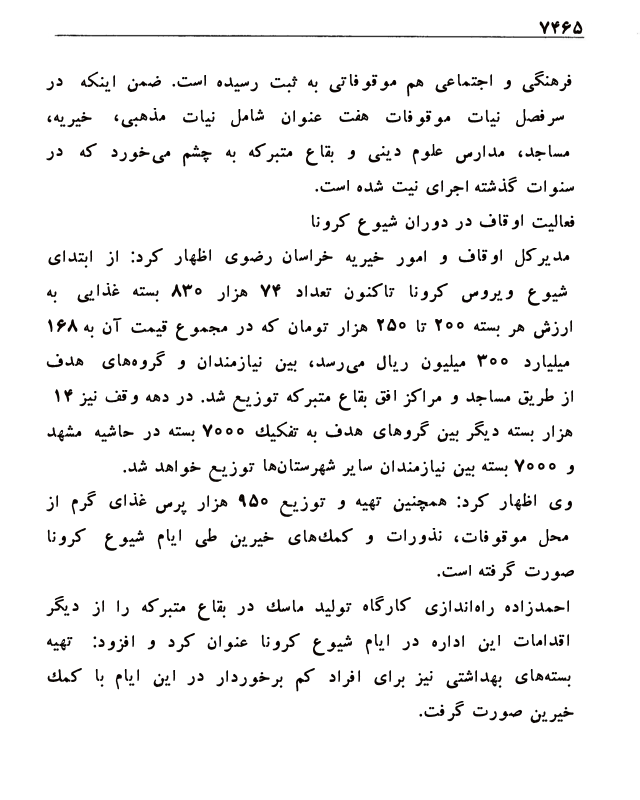 ۷۴۶۵
فرهنگی و اجتماعی هم موقوفاتی به ثبت رسیده است. ضمن اینکه در
سرفصل نیات موقوفات هفت عنوان شامل نیات مذهبی، خیریه،
مساجد، مدارس علوم دینی و بقاع متبرکه به چشم می‌خورد که در
سنوات گذشته اجرای نیت شده است.
فعالیت اوقاف در دوران شیوع کرونا
مدیرکل اوقاف و امور خیریه خراسان رضوی اظهار کرد: از ابتدای
شیوع ویروس کرونا تاکنون تعداد ۷۴ هزار ۸۳۰ بسته غذایی به
ارزش هر بسته ۲۰۰ تا ۲۵۰ هزار تومان که در مجموع قیمت آن به ۱۶۸
میلیارد ۳۰۰ میلیون ریال می‌رسد، بین نیازمندان و گروه‌های هدف
از طریق مساجد و مراکز افق بقاع متبرکه توزیع شد. در دهه وقف نیز ۱۴
هزار بسته دیگر بین گروهای هدف به تفکیك ۷۰۰۰ بسته در حاشیه مشهد
و ۷۰۰۰ بسته بین نیازمندان سایر شهرستان‌ها توزیع خواهد شد.
وی اظهار کرد: همچنین تهیه و توزیع ۹۵۰ هزار پرس غذای گرم از
محل موقوفات، نذورات و کمك‌های خیرین طی ایام شیوع کرونا
صورت گرفته است.
احمدزاده راه‌اندازی کارگاه تولید ماسك در بقاع متبرکه را از دیگر
اقدامات این اداره در ایام شیوع کرونا عنوان کرد و افزود: تهیه
بسته‌های بهداشتی نیز برای افراد کم برخوردار در این ایام با کمك
خیرین صورت گرفت.